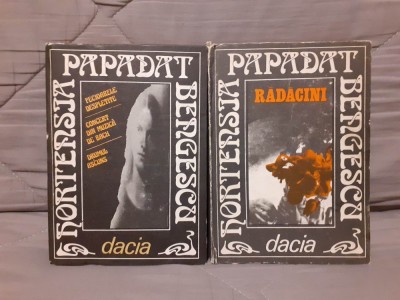 HORTENSIA
PAPADAT
BENGESCU
FECIOARELE
DESPLETITE
CONCERT
DIN MUZICĂ
DE BACH
DRUMUL
ASCUNS
dacia
HORTENSIA
PAPADAT
BENGESCU
RĂDĂCINI
dacia